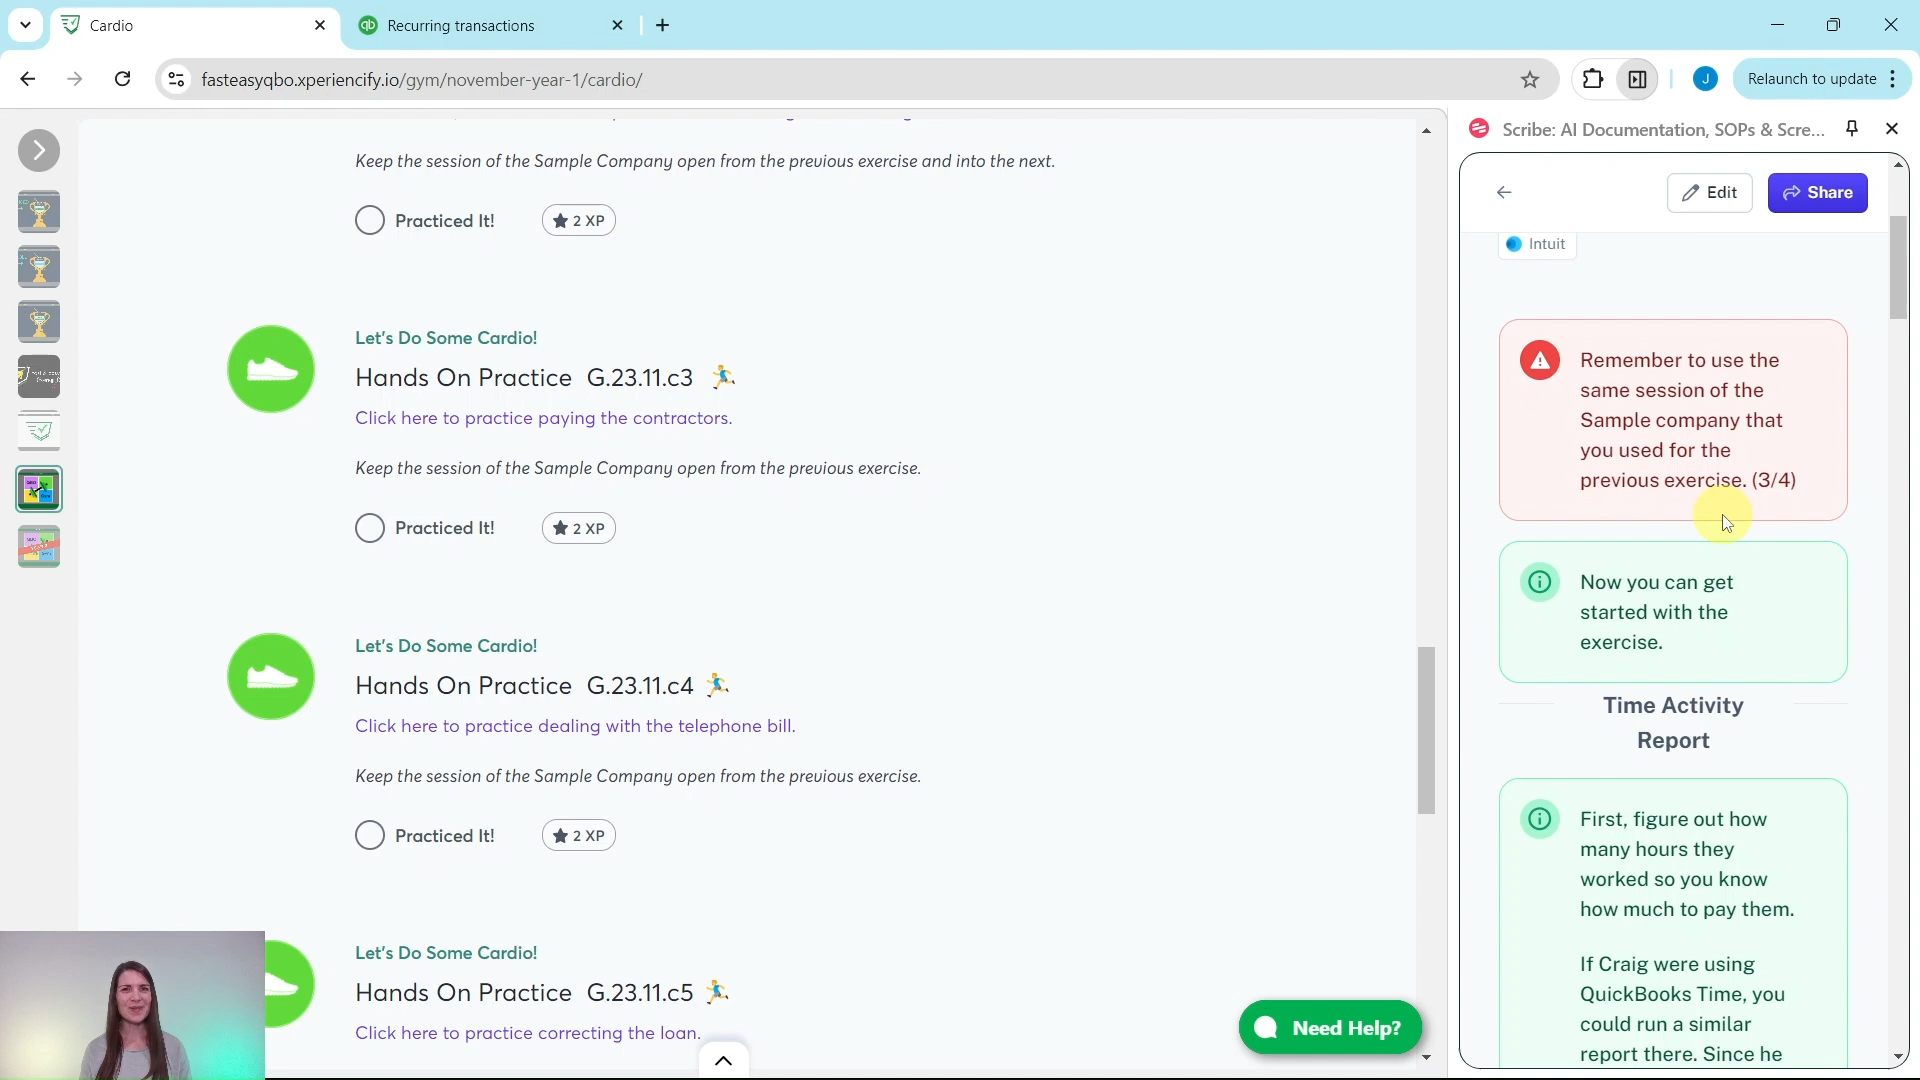 Cardio
qb Recurring transactions
fasteasyqbo.xperiencify.io/gym/november-year-1/cardio/
J
Relaunch to update
Scribe: AI Documentation, SOPs & Scre...
Keep the session of the Sample Company open from the previous exercise and into the next.
Practiced It!
2 XP
Let's Do Some Cardio!
Hands On Practice G.23.11.c3
Click here to practice paying the contractors.
Keep the session of the Sample Company open from the previous exercise.
Practiced It!
2 XP
Let's Do Some Cardio!
Hands On Practice G.23.11.c4
Click here to practice dealing with the telephone bill.
Keep the session of the Sample Company open from the previous exercise.
Practiced It!
2 XP
Let's Do Some Cardio!
Hands On Practice G.23.11.c5
Click here to practice correcting the loan.
Need Help?
Edit
Share
Intuit
Remember to use the
same session of the
Sample company that
you used for the
previous exercise. (3/4)
Now you can get
started with the
exercise.
Time Activity
Report
First, figure out how
many hours they
worked so you know
how much to pay them.
If Craig were using
QuickBooks Time, you
could run a similar
report there. Since he